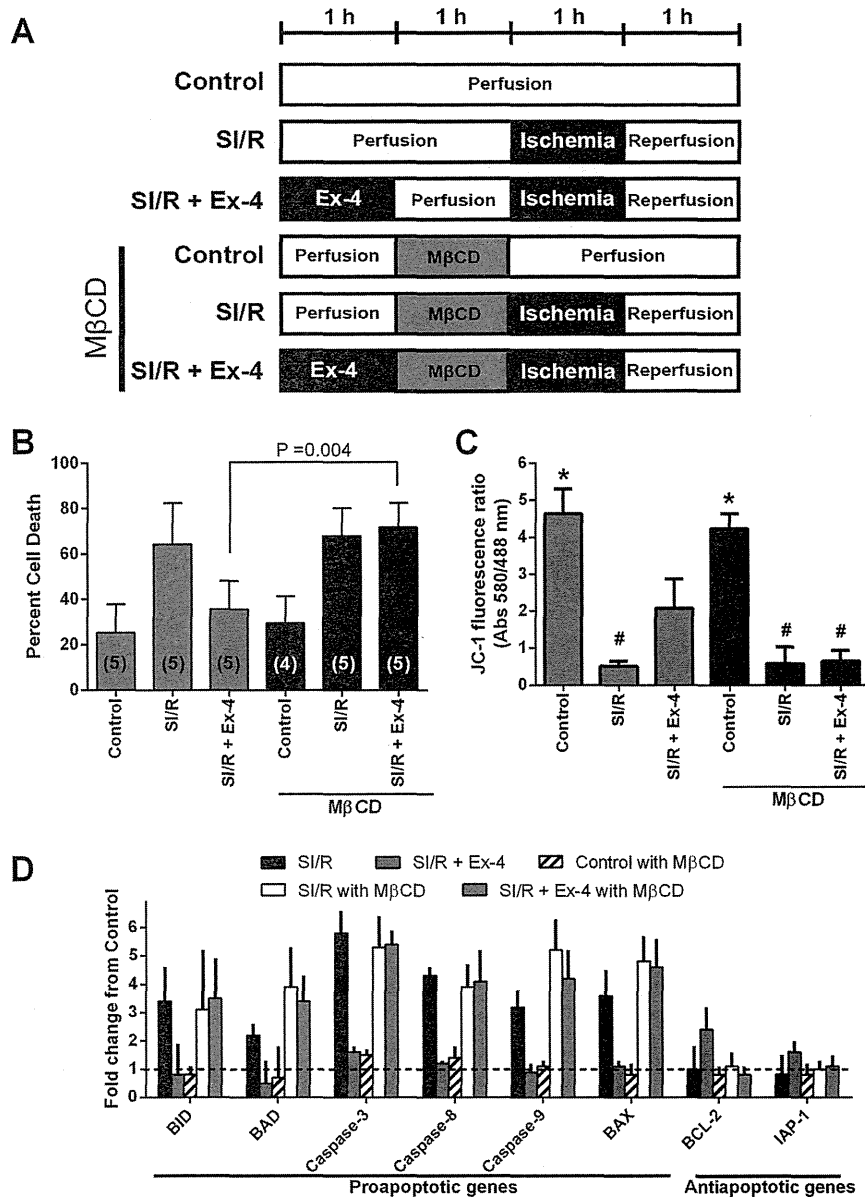 A
1 h 1 h 1 h 1 h
Control
Perfusion
SI/R
Perfusion Ischemia Reperfusion
SI/R + Ex-4
Ex-4 Perfusion Ischemia Reperfusion
MβCD
Control
Perfusion MβCD Perfusion
SI/R
Perfusion MβCD Ischemia Reperfusion
SI/R + Ex-4
Ex-4 MβCD Ischemia Reperfusion
B
P =0.004
Percent Cell Death
100
80
60
40
20
0
(5) (5) (5) (4) (5) (5)
Control
SI/R
SI/R + Ex-4
Control
SI/R
SI/R + Ex-4
MβCD
C
JC-1 fluorescence ratio
(Abs 580/488 nm)
6
5
4
3
2
1
0
* # * # #
Control
SI/R
SI/R + Ex-4
Control
SI/R
SI/R + Ex-4
MβCD
D
SI/R SI/R + Ex-4 Control with MβCD
SI/R with MβCD SI/R + Ex-4 with MβCD
Fold change from Control
6
5
4
3
2
1
0
BID
BAD
Caspase-3
Caspase-8
Caspase-9
BAX
BCL-2
IAP-1
Proapoptotic genes
Antiapoptotic genes